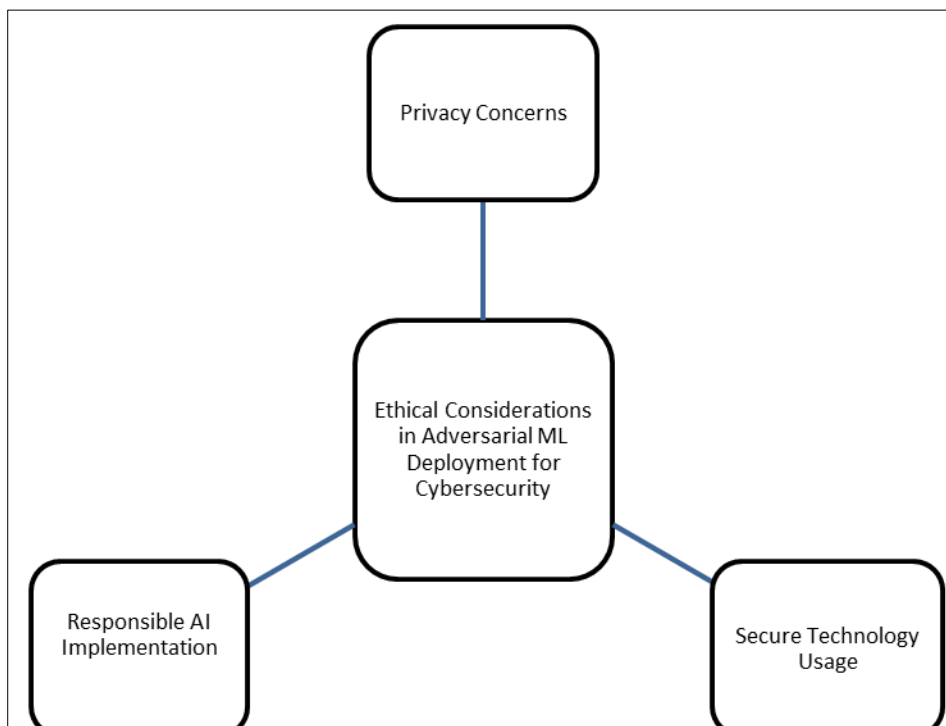 Privacy Concerns
Ethical Considerations
in Adversarial ML
Deployment for
Cybersecurity
Responsible AI
Implementation
Secure Technology
Usage